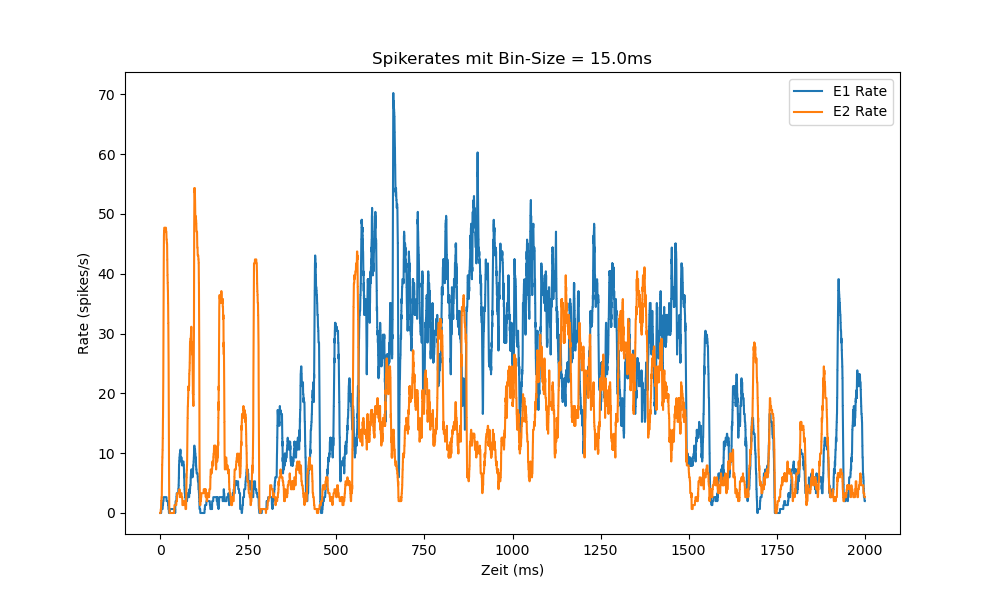 Spikerates mit Bin-Size = 15.0ms
E1 Rate
E2 Rate
70
60
50
40
30
20
10
0
Rate (spikes/s)
0 250 500 750 1000 1250 1500 1750 2000
Zeit (ms)